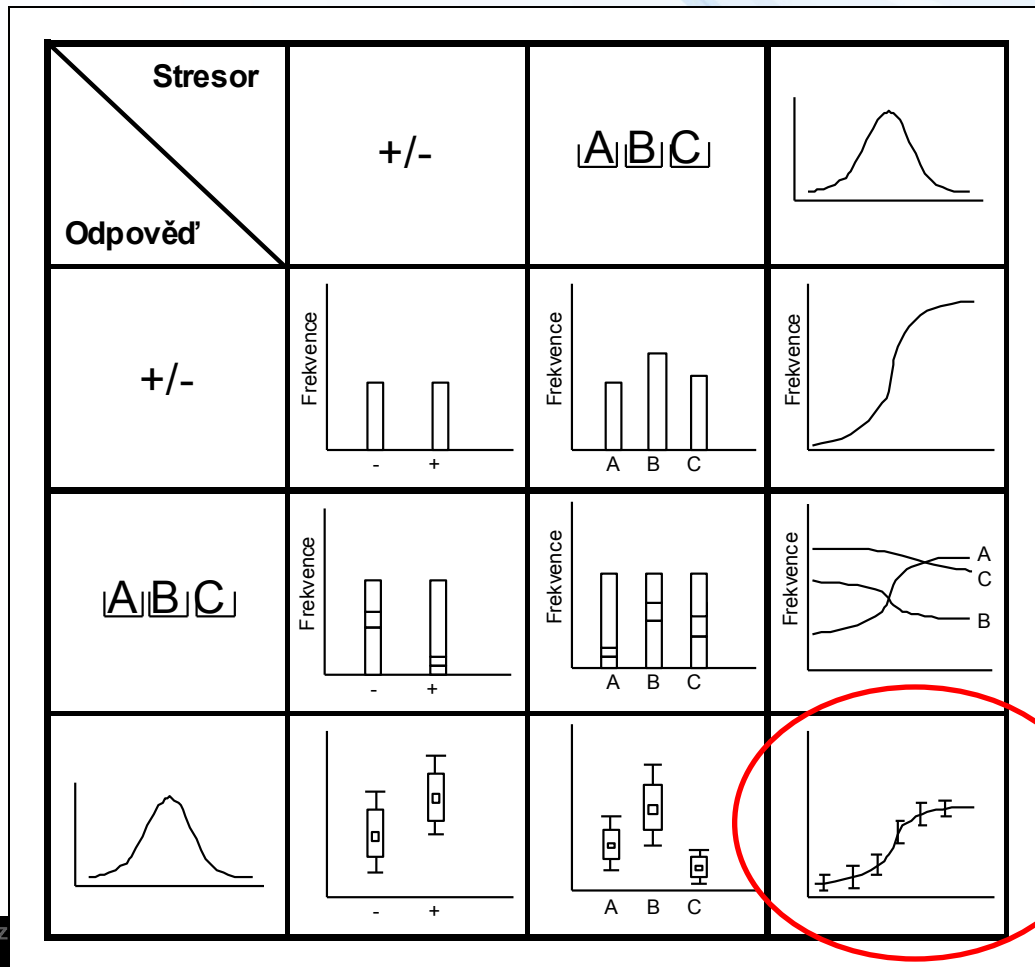 Stresor
Odpověď
+/-
A B C
+/-
Frekvence
- +
Frekvence
A B C
Frekvence
A B C
Frekvence
- +
Frekvence
A B C
Frekvence
A
C
B
- +
A B C
z